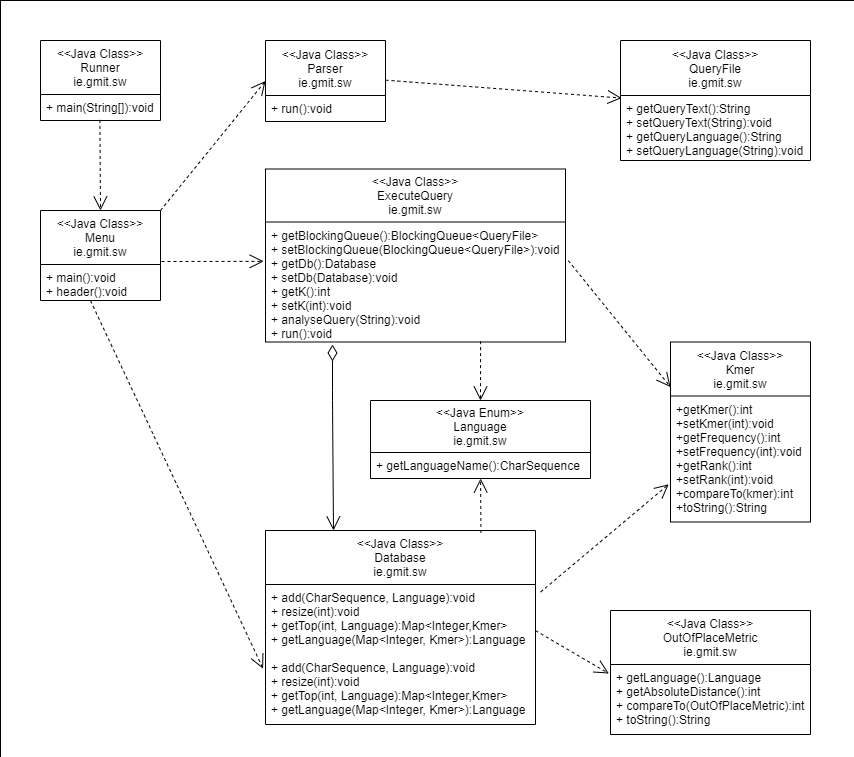 <<Java Class>>
Runner
ie.gmit.sw
+ main(String[]):void
<<Java Class>>
Parser
ie.gmit.sw
+ run():void
<<Java Class>>
QueryFile
ie.gmit.sw
+ getQueryText():String
+ setQueryText(String):void
+ getQueryLanguage():String
+ setQueryLanguage(String):void
<<Java Class>>
Menu
ie.gmit.sw
+ main():void
+ header():void
<<Java Class>>
ExecuteQuery
ie.gmit.sw
+ getBlockingQueue():BlockingQueue<QueryFile>
+ setBlockingQueue(BlockingQueue<QueryFile>):void
+ getDb():Database
+ setDb(Database):void
+ getK():int
+ setK(int):void
+ analyseQuery(String):void
+ run():void
<<Java Class>>
Kmer
ie.gmit.sw
+getKmer():int
+setKmer(int):void
+getFrequency():int
+setFrequency(int):void
+getRank():int
+setRank(int):void
+compareTo(kmer):int
+toString():String
<<Java Enum>>
Language
ie.gmit.sw
+ getLanguageName():CharSequence
<<Java Class>>
Database
ie.gmit.sw
+ add(CharSequence, Language):void
+ resize(int):void
+ getTop(int, Language):Map<Integer,Kmer>
+ getLanguage(Map<Integer, Kmer>):Language
+ add(CharSequence, Language):void
+ resize(int):void
+ getTop(int, Language):Map<Integer,Kmer>
+ getLanguage(Map<Integer, Kmer>):Language
<<Java Class>>
OutOfPlaceMetric
ie.gmit.sw
+ getLanguage():Language
+ getAbsoluteDistance():int
+ compareTo(OutOfPlaceMetric):int
+ toString():String